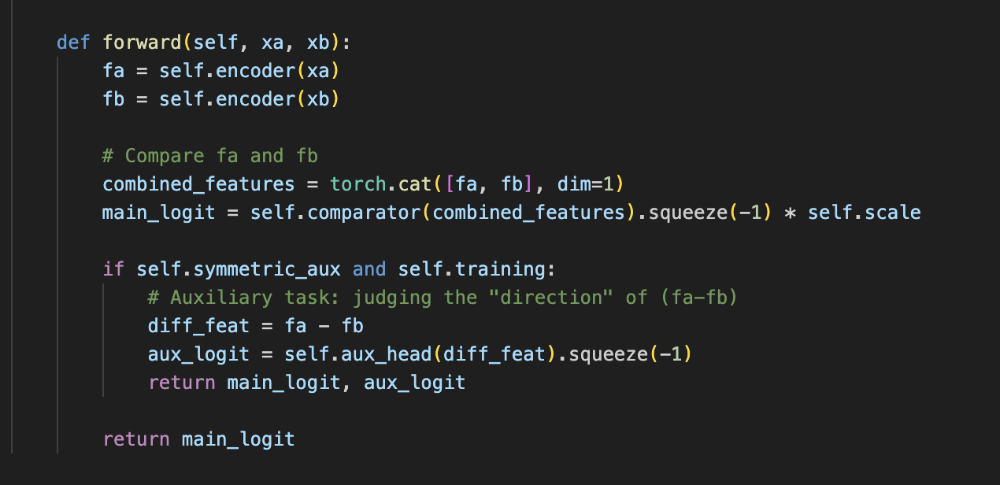 def forward(self, xa, xb):
    fa = self.encoder(xa)
    fb = self.encoder(xb)

    # Compare fa and fb
    combined_features = torch.cat([fa, fb], dim=1)
    main_logit = self.comparator(combined_features).squeeze(-1) * self.scale

    if self.symmetric_aux and self.training:
        # Auxiliary task: judging the "direction" of (fa-fb)
        diff_feat = fa - fb
        aux_logit = self.aux_head(diff_feat).squeeze(-1)
        return main_logit, aux_logit

    return main_logit